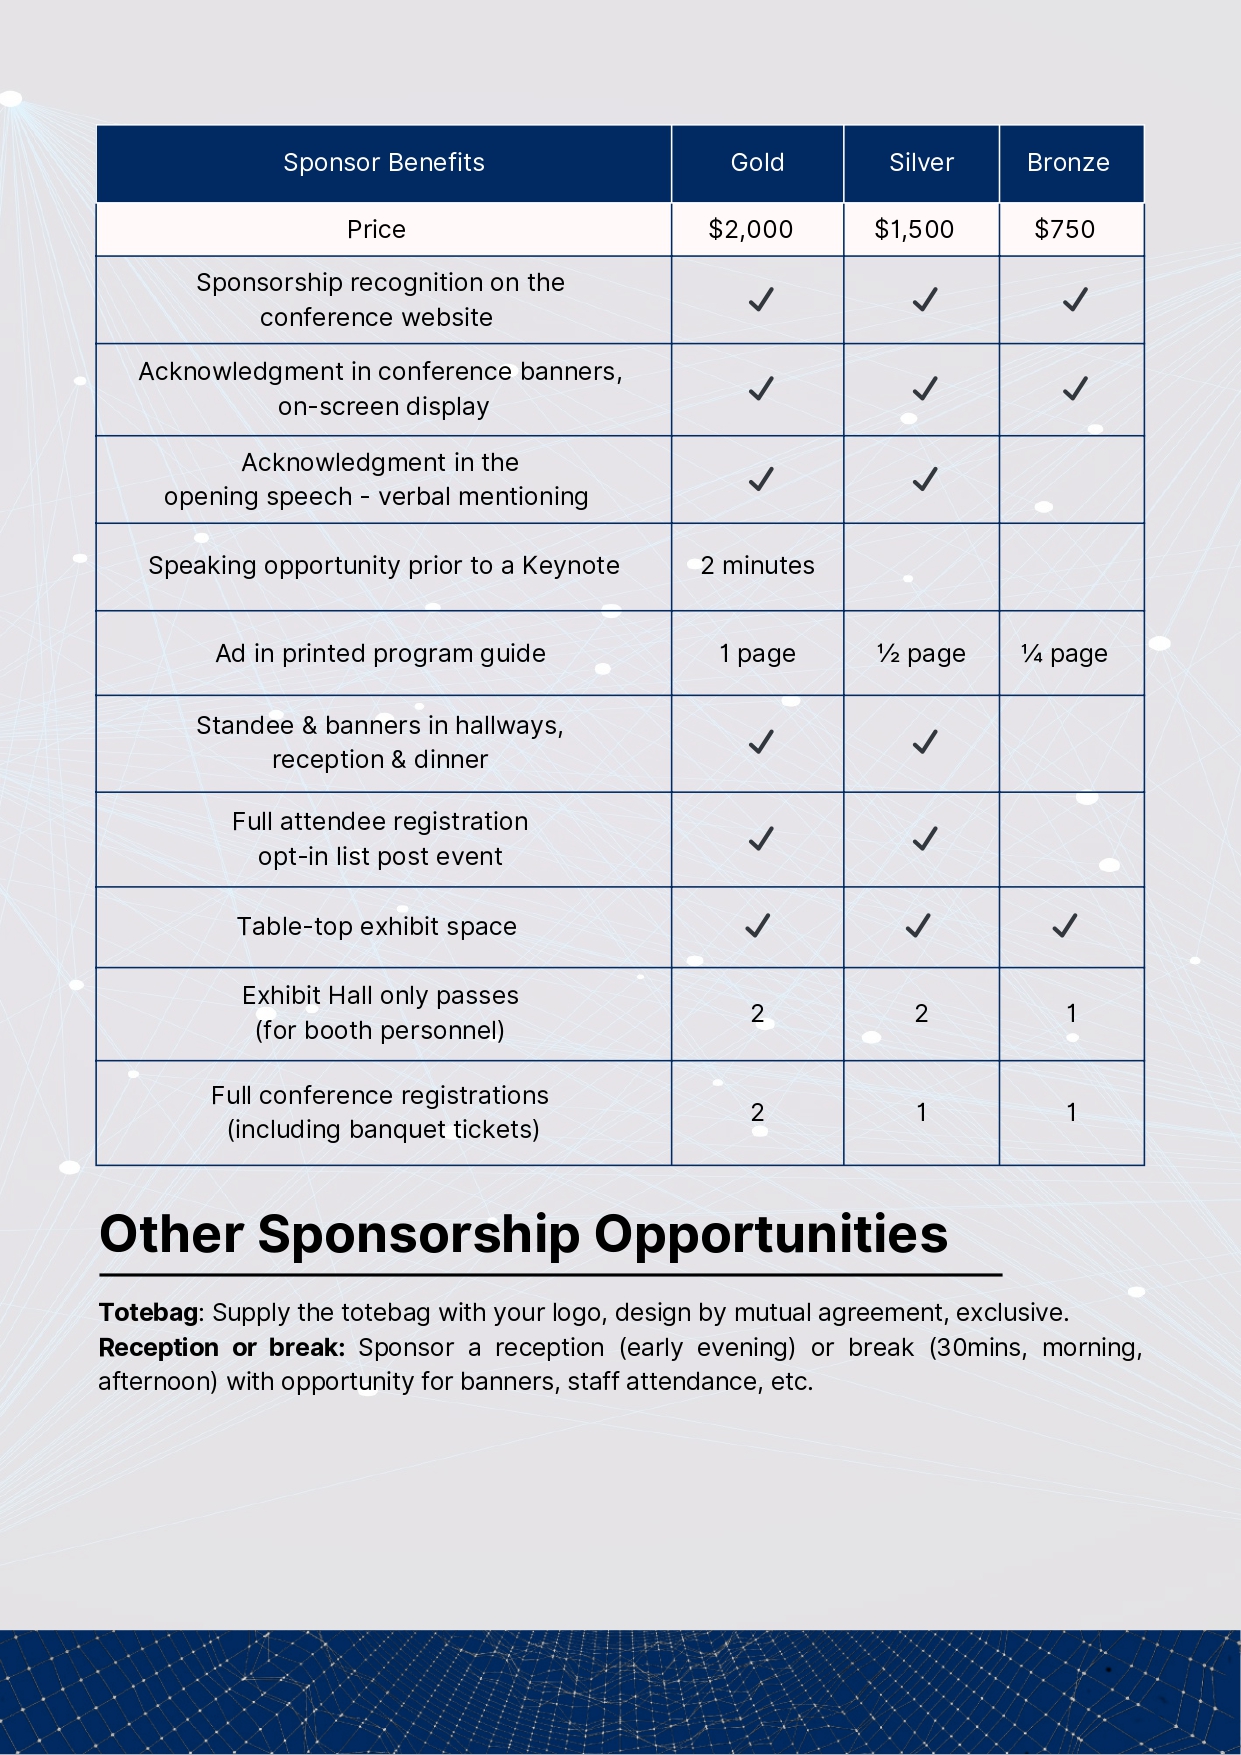 Sponsor Benefits Gold Silver Bronze
Price $2,000 $1,500 $750
Sponsorship recognition on the
conference website ✓ ✓ ✓
Acknowledgment in conference banners,
on-screen display ✓ ✓ ✓
Acknowledgment in the
opening speech - verbal mentioning ✓ ✓
Speaking opportunity prior to a Keynote 2 minutes
Ad in printed program guide 1 page ½ page ¼ page
Standee & banners in hallways,
reception & dinner ✓ ✓
Full attendee registration
opt-in list post event ✓ ✓
Table-top exhibit space ✓ ✓ ✓
Exhibit Hall only passes
(for booth personnel) 2 2 1
Full conference registrations
(including banquet tickets) 2 1 1
Other Sponsorship Opportunities
Totebag: Supply the totebag with your logo, design by mutual agreement, exclusive.
Reception or break: Sponsor a reception (early evening) or break (30mins, morning,
afternoon) with opportunity for banners, staff attendance, etc.